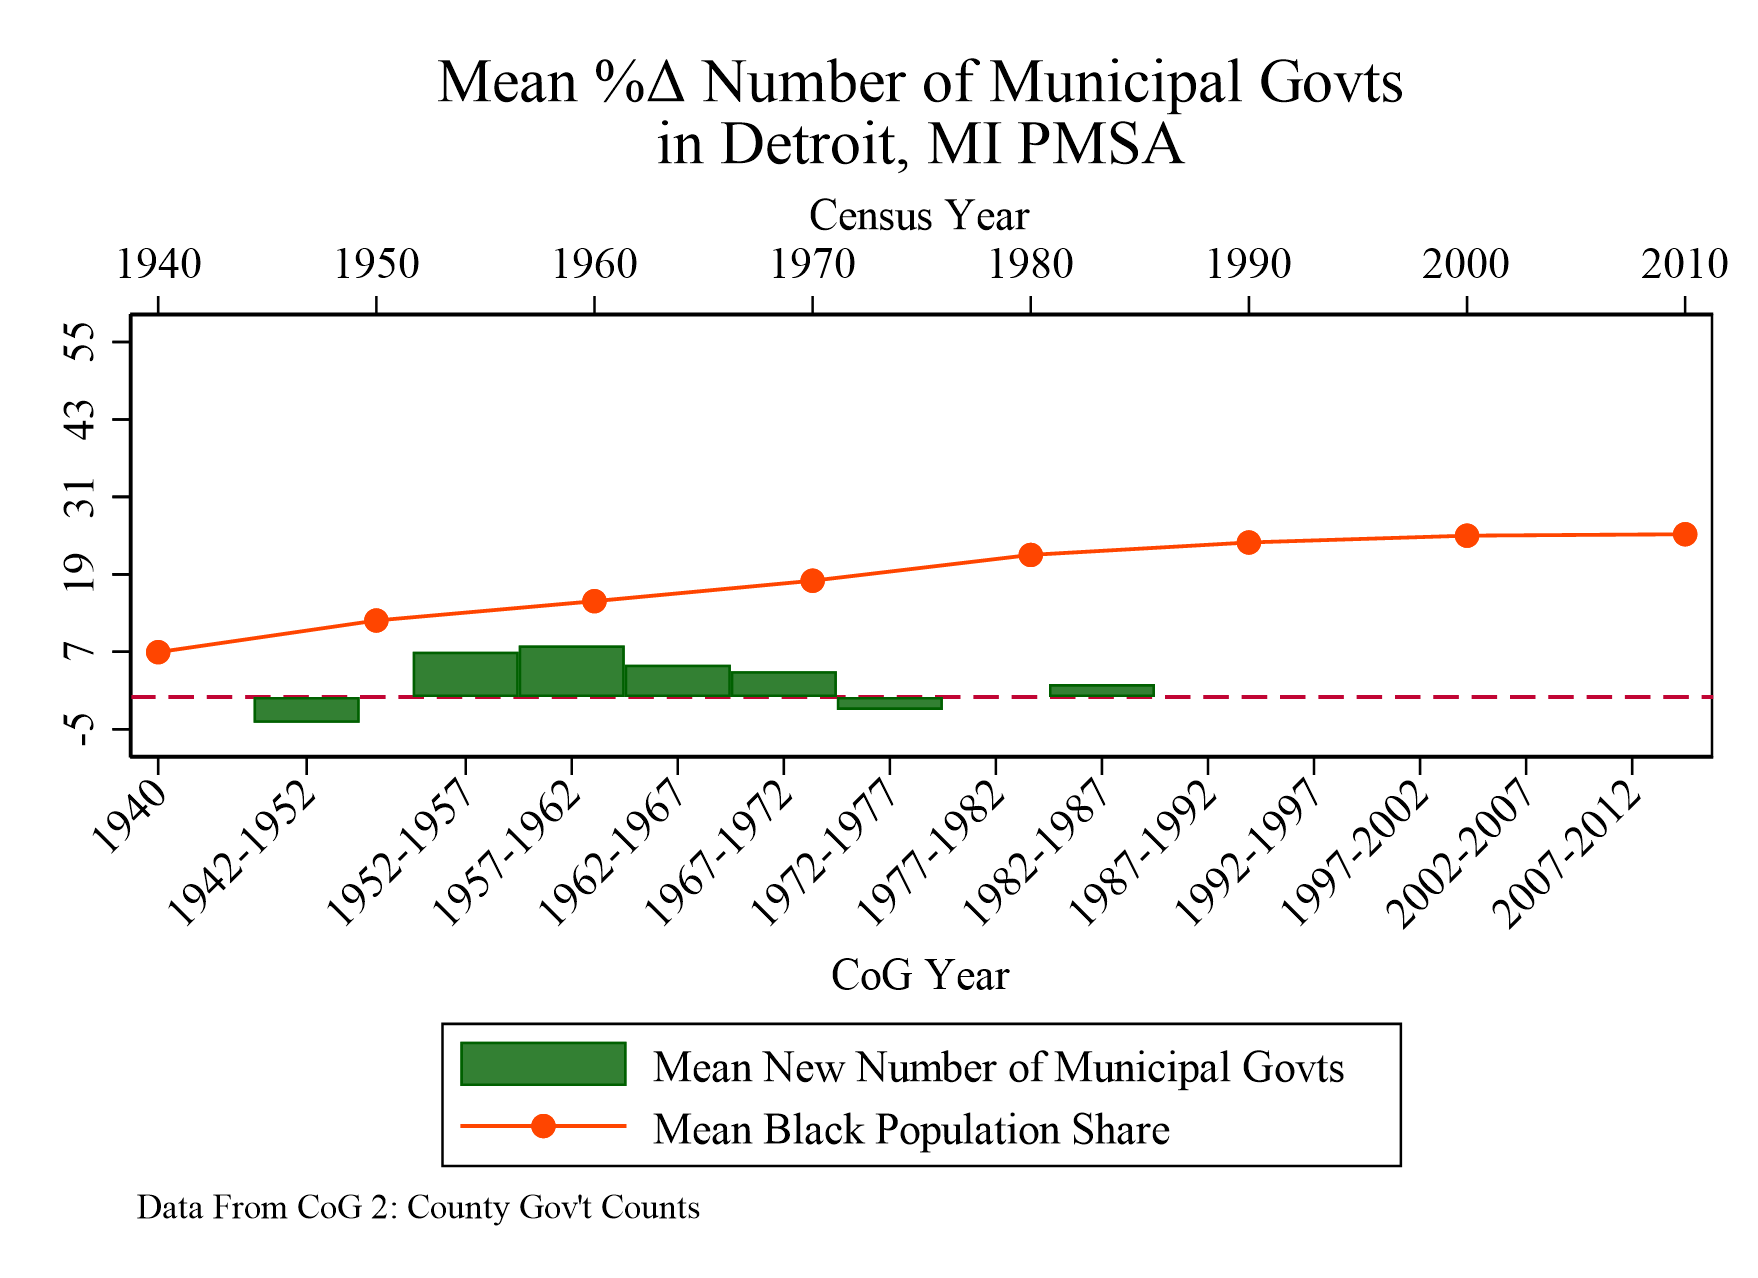 Mean %Δ Number of Municipal Govts
in Detroit, MI PMSA
Census Year
1940 1950 1960 1970 1980 1990 2000 2010
55
43
31
19
7
-5
1940 1942-1952 1952-1957 1957-1962 1962-1967 1967-1972 1972-1977 1977-1982 1982-1987 1987-1992 1992-1997 1997-2002 2002-2007 2007-2012
CoG Year
Mean New Number of Municipal Govts
Mean Black Population Share
Data From CoG 2: County Gov't Counts